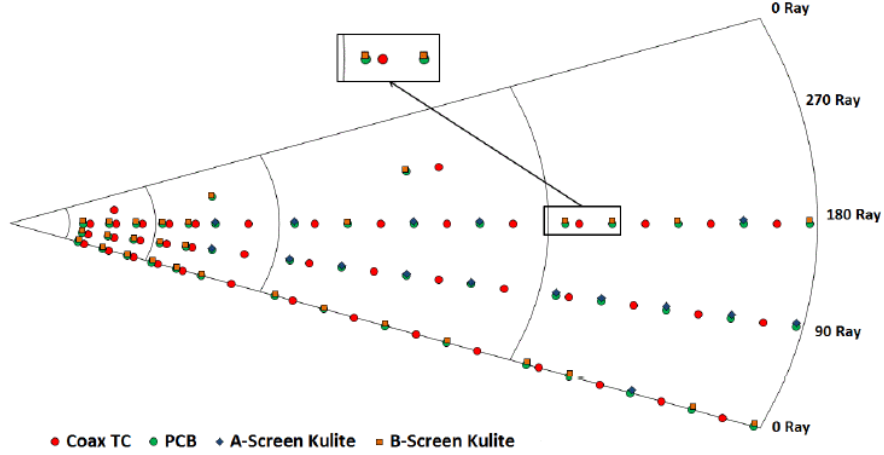 0 Ray
270 Ray
180 Ray
90 Ray
0 Ray
Coax TC PCB A-Screen Kulite B-Screen Kulite